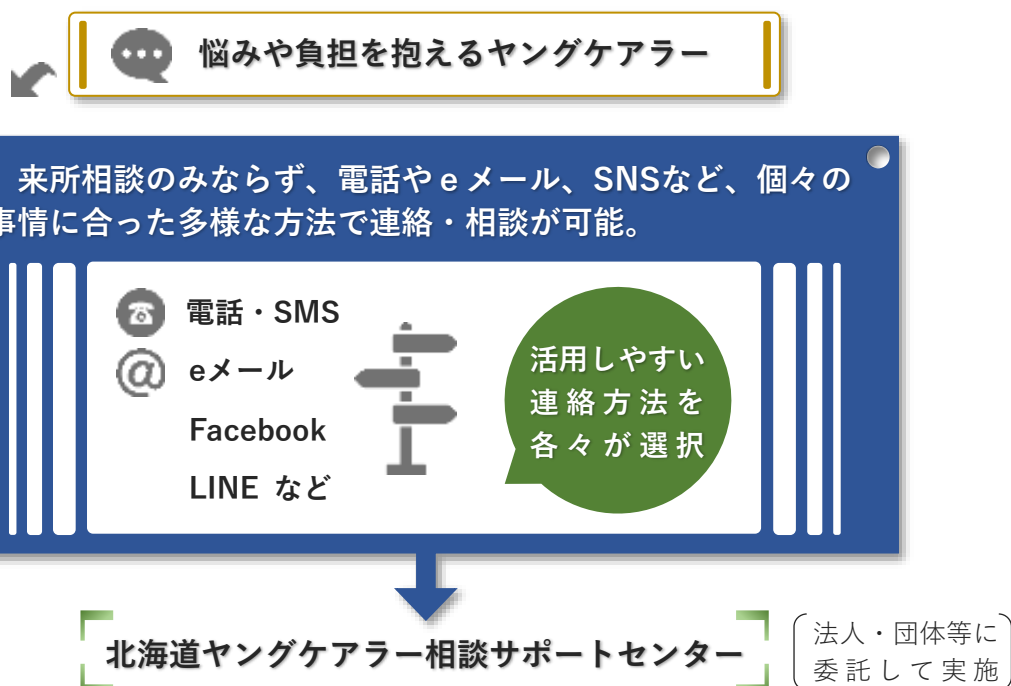 悩みや負担を抱えるヤングケアラー
来所相談のみならず、電話やｅメール、SNSなど、個々の
事情に合った多様な方法で連絡・相談が可能。
電話・SMS
eメール
Facebook
LINE など
活用しやすい
連絡方法を
各々が選択
北海道ヤングケアラー相談サポートセンター
法人・団体等に
委託して実施